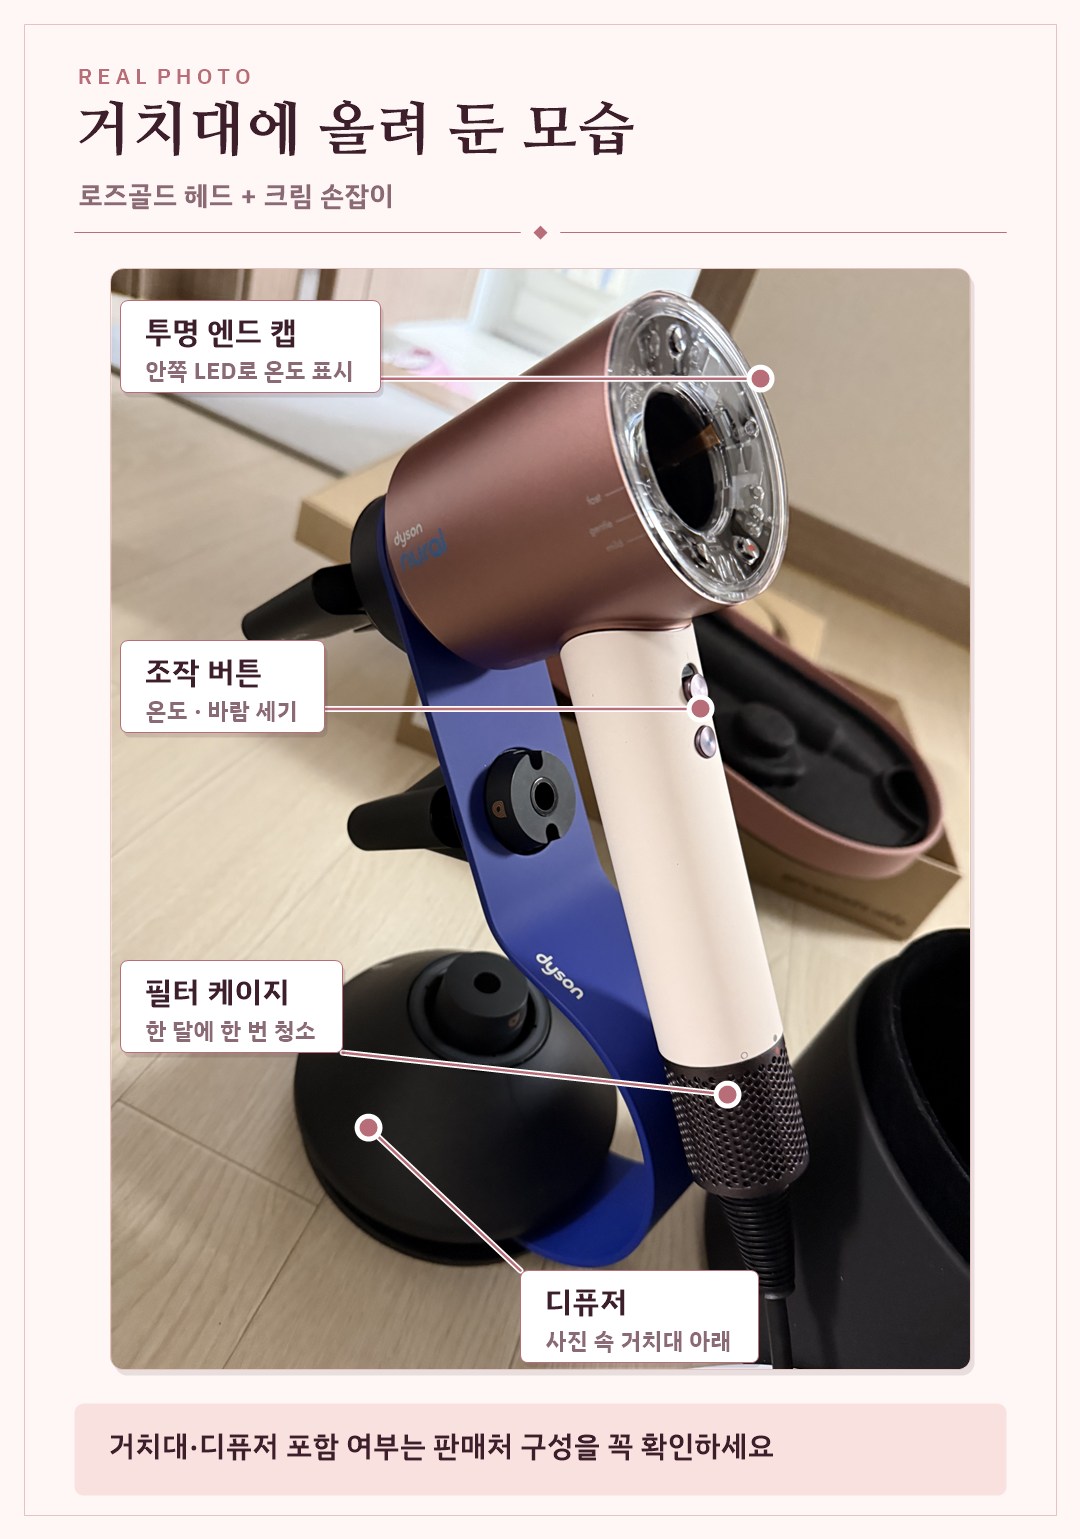 REAL PHOTO
거치대에 올려 둔 모습
로즈골드 헤드 + 크림 손잡이
투명 엔드 캡
안쪽 LED로 온도 표시
fast
gentle
mild
dyson
nural
조작 버튼
온도 · 바람 세기
dyson
필터 케이지
한 달에 한 번 청소
디퓨저
사진 속 거치대 아래
거치대·디퓨저 포함 여부는 판매처 구성을 꼭 확인하세요